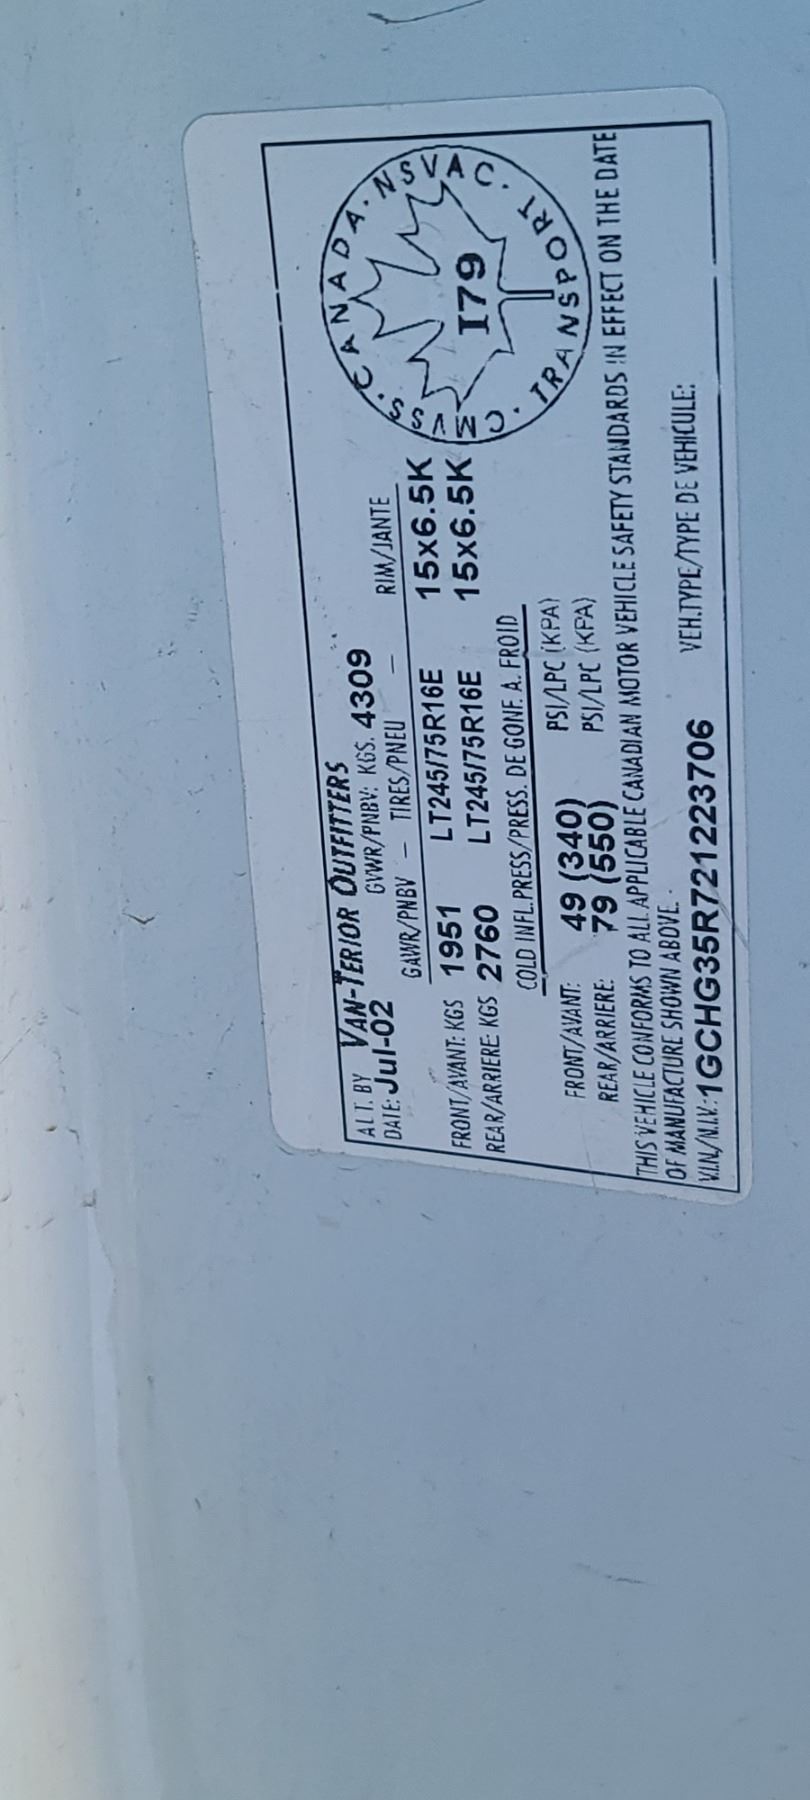 ALT. BY VAN-TERIOR OUTFITTERS
DATE: Jul-02 GVWR/PNBV: KGS. 4309
GAWR/PNBV – TIRES/PNEU – RIM/JANTE
FRONT/AVANT: KGS 1951 LT245/75R16E 15x6.5K
REAR/ARRIERE: KGS 2760 LT245/75R16E 15x6.5K
COLD INFL.PRESS/PRESS. DE GONF. A. FROID
FRONT/AVANT: 49 (340) PSI/LPC (KPA)
REAR/ARRIERE: 79 (550) PSI/LPC (KPA)
THIS VEHICLE CONFORMS TO ALL APPLICABLE CANADIAN MOTOR VEHICLE SAFETY STANDARDS IN EFFECT ON THE DATE
OF MANUFACTURE SHOWN ABOVE.
V.I.N./N.I.V.: 1GCHG35R721223706 VEH.TYPE/TYPE DE VEHICULE:
CMVSS · CANADA · NSVAC · TRANSPORT ·
179